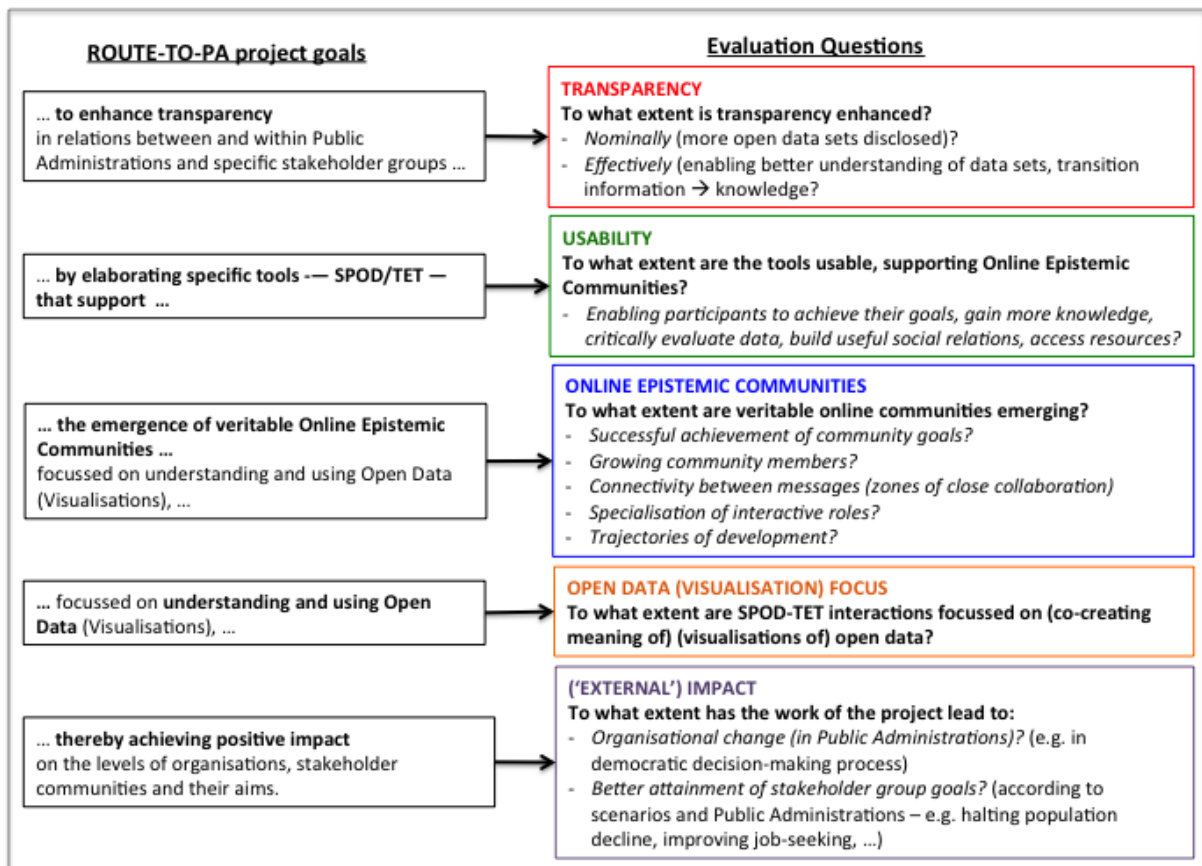 ROUTE-TO-PA project goals
Evaluation Questions
… to enhance transparency
in relations between and within Public
Administrations and specific stakeholder groups …
TRANSPARENCY
To what extent is transparency enhanced?
- Nominally (more open data sets disclosed)?
- Effectively (enabling better understanding of data sets, transition
information → knowledge?
… by elaborating specific tools -— SPOD/TET —
that support …
USABILITY
To what extent are the tools usable, supporting Online Epistemic
Communities?
- Enabling participants to achieve their goals, gain more knowledge,
critically evaluate data, build useful social relations, access resources?
… the emergence of veritable Online Epistemic
Communities …
focussed on understanding and using Open Data
(Visualisations), …
ONLINE EPISTEMIC COMMUNITIES
To what extent are veritable online communities emerging?
- Successful achievement of community goals?
- Growing community members?
- Connectivity between messages (zones of close collaboration)
- Specialisation of interactive roles?
- Trajectories of development?
… focussed on understanding and using Open
Data (Visualisations), …
OPEN DATA (VISUALISATION) FOCUS
To what extent are SPOD-TET interactions focussed on (co-creating
meaning of) (visualisations of) open data?
… thereby achieving positive impact
on the levels of organisations, stakeholder
communities and their aims.
(‘EXTERNAL’) IMPACT
To what extent has the work of the project lead to:
- Organisational change (in Public Administrations)? (e.g. in
democratic decision-making process)
- Better attainment of stakeholder group goals? (according to
scenarios and Public Administrations – e.g. halting population
decline, improving job-seeking, …)